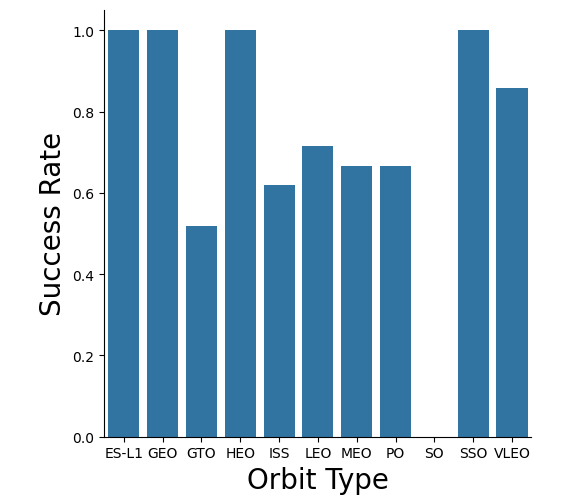 Success Rate
1.0
0.8
0.6
0.4
0.2
0.0
ES-L1 GEO GTO HEO ISS LEO MEO PO SO SSO VLEO
Orbit Type